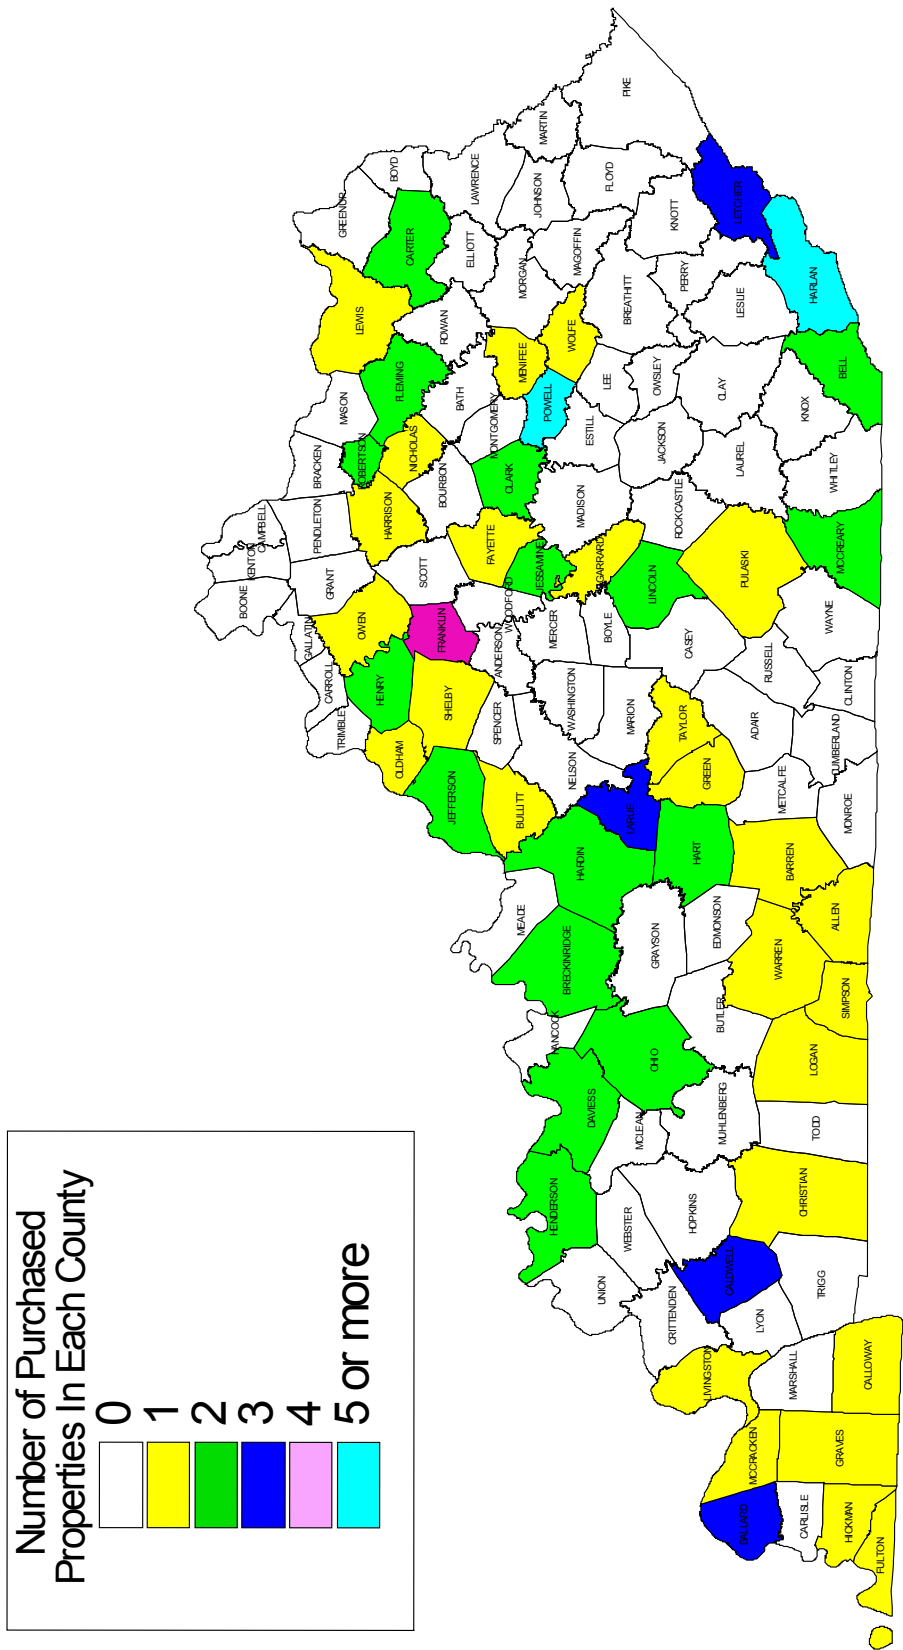 Number of Purchased
Properties In Each County
0
1
2
3
4
5 or more
BOONE
KENTON
CAMPBELL
GALLATIN
GRANT
PENDLETON
BRACKEN
MASON
LEWIS
GREENUP
BOYD
CARTER
TRIMBLE
CARROLL
OWEN
HARRISON
ROBERTSON
FLEMING
NICHOLAS
HENRY
OLDHAM
SHELBY
FRANKLIN
SCOTT
BOURBON
BATH
ROWAN
ELLIOTT
LAWRENCE
JEFFERSON
SPENCER
ANDERSON
WOODFORD
FAYETTE
CLARK
MONTGOMERY
MENIFEE
MORGAN
JOHNSON
MARTIN
BULLITT
NELSON
WASHINGTON
MERCER
JESSAMINE
MADISON
POWELL
WOLFE
MAGOFFIN
FLOYD
PIKE
MEADE
HARDIN
LARUE
MARION
BOYLE
GARRARD
ESTILL
LEE
BREATHITT
KNOTT
HANCOCK
BRECKINRIDGE
GRAYSON
HART
GREEN
TAYLOR
CASEY
LINCOLN
ROCKCASTLE
JACKSON
OWSLEY
PERRY
LETCHER
HENDERSON
DAVIESS
OHIO
BUTLER
EDMONSON
BARREN
METCALFE
ADAIR
RUSSELL
PULASKI
LAUREL
CLAY
LESLIE
HARLAN
UNION
WEBSTER
MCLEAN
MUHLENBERG
WARREN
ALLEN
MONROE
CUMBERLAND
CLINTON
WAYNE
MCCREARY
WHITLEY
KNOX
BELL
CRITTENDEN
HOPKINS
CALDWELL
CHRISTIAN
TODD
LOGAN
SIMPSON
LIVINGSTON
LYON
TRIGG
MCCRACKEN
MARSHALL
CALLOWAY
BALLARD
CARLISLE
GRAVES
HICKMAN
FULTON